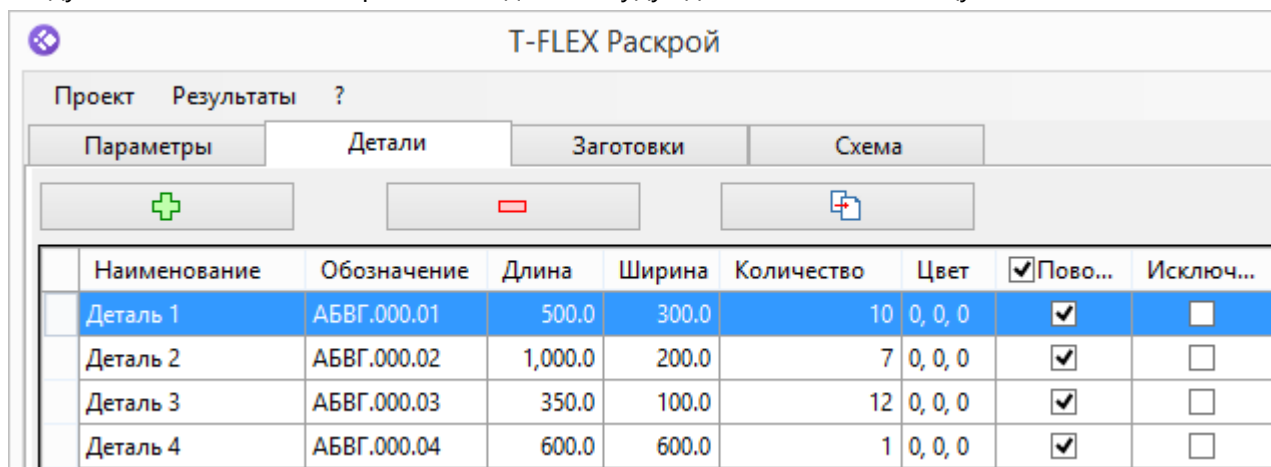 T-FLEX Раскрой
Проект Результаты ?
Параметры Детали Заготовки Схема
Наименование Обозначение Длина Ширина Количество Цвет Пово... Исключ...
Деталь 1 АБВГ.000.01 500.0 300.0 10 0, 0, 0
Деталь 2 АБВГ.000.02 1,000.0 200.0 7 0, 0, 0
Деталь 3 АБВГ.000.03 350.0 100.0 12 0, 0, 0
Деталь 4 АБВГ.000.04 600.0 600.0 1 0, 0, 0